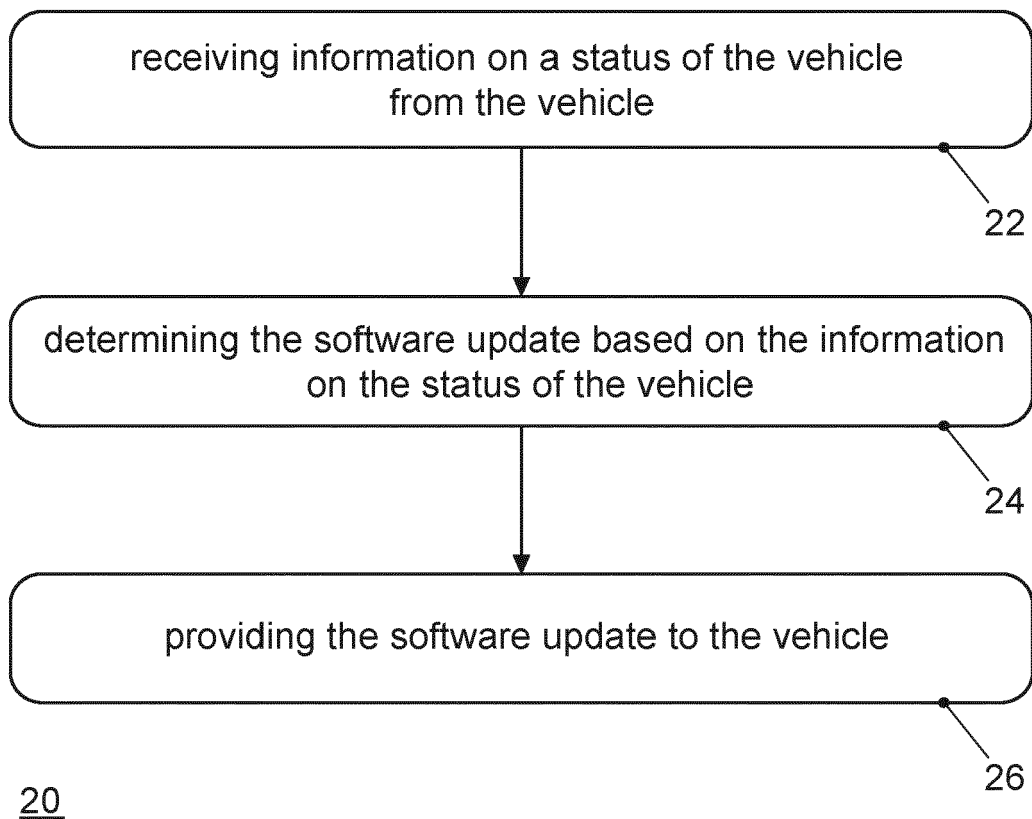 receiving information on a status of the vehicle
from the vehicle
22
determining the software update based on the information
on the status of the vehicle
24
providing the software update to the vehicle
26
20